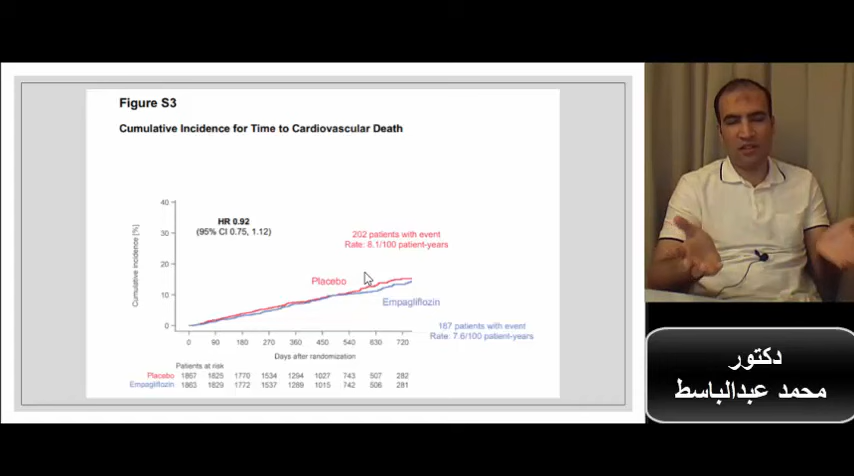 Figure S3
Cumulative Incidence for Time to Cardiovascular Death
Cumulative incidence [%]
40
30
20
10
0
HR 0.92
(95% CI 0.75, 1.12)
202 patients with event
Rate: 8.1/100 patient-years
Placebo
Empagliflozin
187 patients with event
Rate: 7.6/100 patient-years
0 90 180 270 360 450 540 630 720
Days after randomization
Patients at risk
Placebo 1867 1825 1770 1534 1294 1027 743 507 282
Empagliflozin 1863 1829 1772 1537 1289 1015 742 506 281
دكتور
محمد عبدالباسط